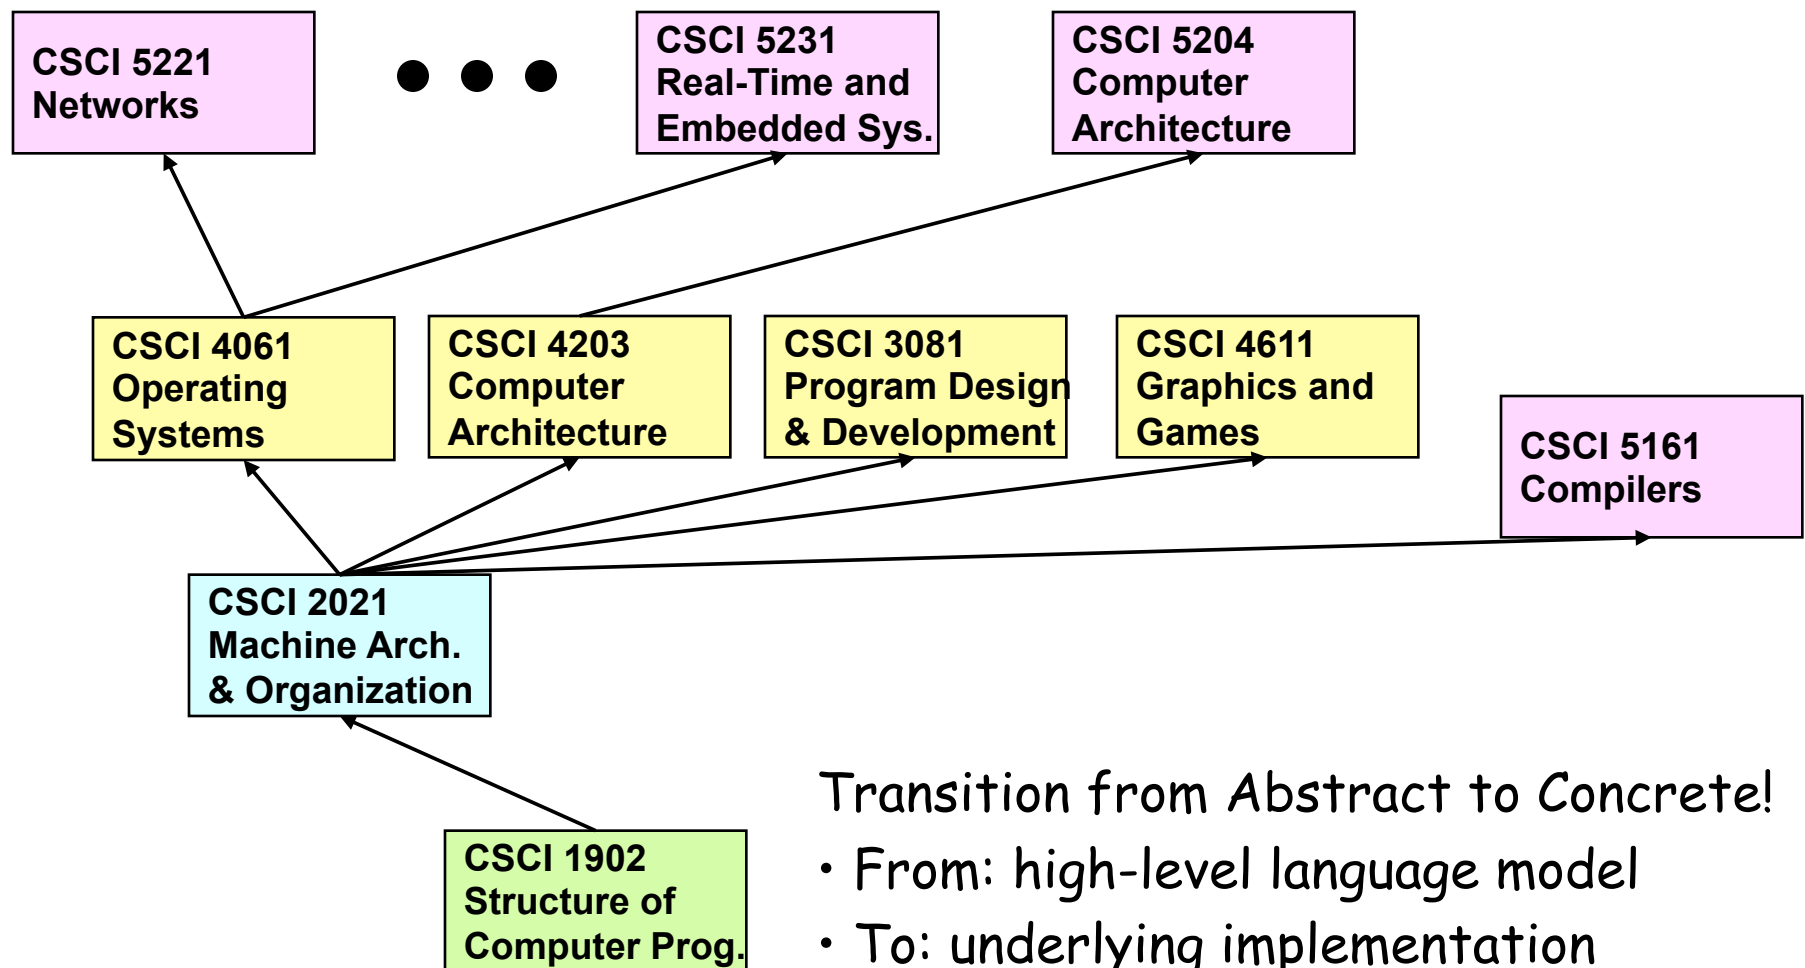 CSCI 5221
Networks
CSCI 5231
Real-Time and
Embedded Sys.
CSCI 5204
Computer
Architecture
CSCI 4061
Operating
Systems
CSCI 4203
Computer
Architecture
CSCI 3081
Program Design
& Development
CSCI 4611
Graphics and
Games
CSCI 5161
Compilers
CSCI 2021
Machine Arch.
& Organization
CSCI 1902
Structure of
Computer Prog.
Transition from Abstract to Concrete!
• From: high-level language model
• To: underlying implementation